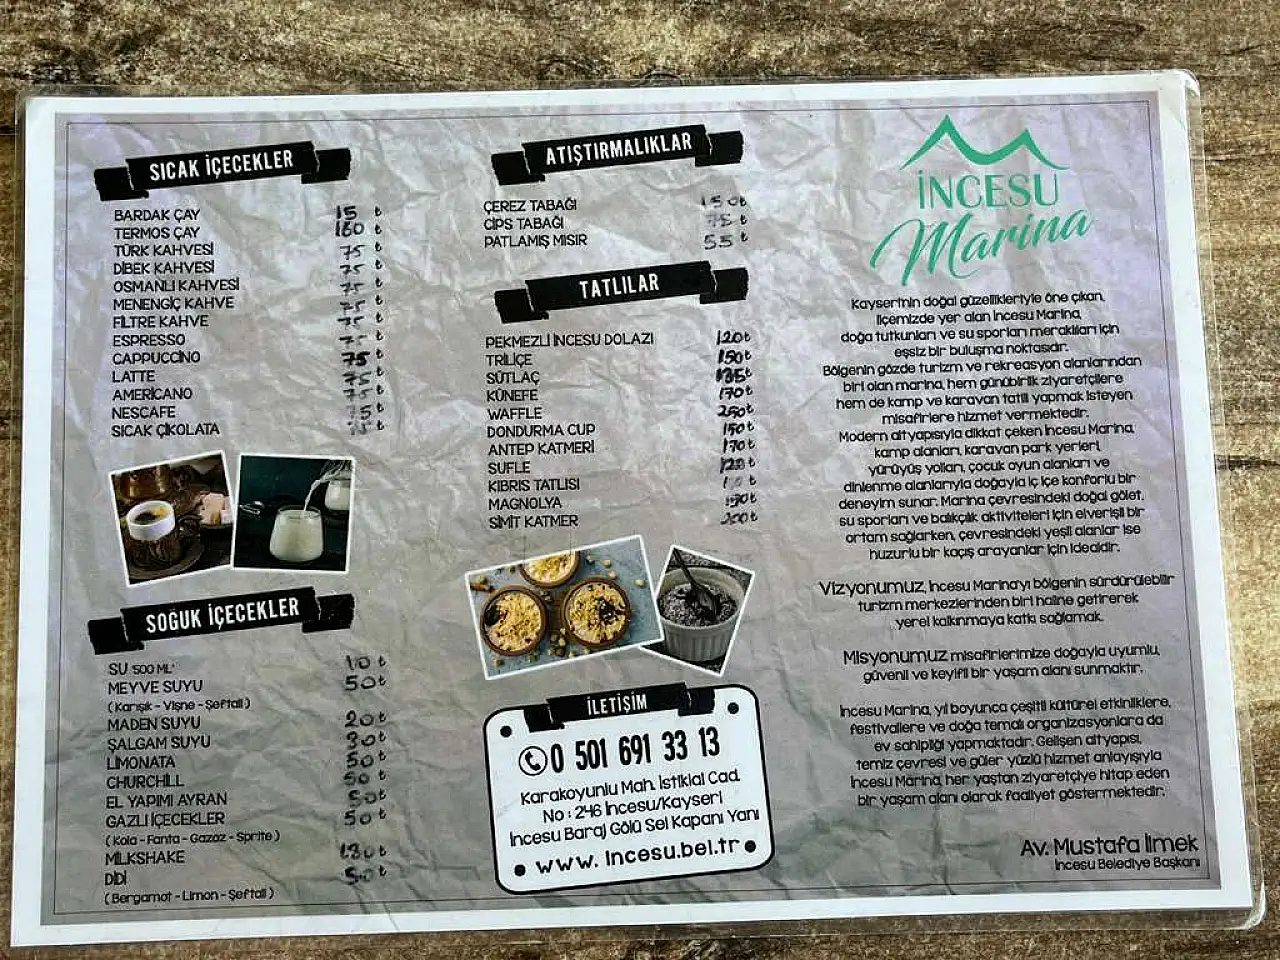 SICAK İÇECEKLER
BARDAK ÇAY 15 ₺
TERMOS ÇAY 160 ₺
TÜRK KAHVESİ 75 ₺
DİBEK KAHVESİ 75 ₺
OSMANLI KAHVESİ 75 ₺
MENENGİÇ KAHVE 75 ₺
FİLTRE KAHVE 75 ₺
ESPRESSO 75 ₺
CAPPUCCİNO 75 ₺
LATTE 75 ₺
AMERİCANO 75 ₺
NESCAFE 75 ₺
SICAK ÇİKOLATA ₺
SOĞUK İÇECEKLER
SU 500 ML' 10 ₺
MEYVE SUYU 50 ₺
( Karışık - Vişne - Şeftali )
MADEN SUYU 20 ₺
ŞALGAM SUYU 30 ₺
LİMONATA 50 ₺
CHURCHİLL 50 ₺
EL YAPIMI AYRAN 50 ₺
GAZLI İÇECEKLER 50 ₺
( Kola - Fanta - Gazoz - Sprite )
MİLKSHAKE 130 ₺
DİDİ 50 ₺
( Bergamot - Limon - Şeftali )
ATIŞTIRMALIKLAR
ÇEREZ TABAĞI 150 ₺
CİPS TABAĞI 75 ₺
PATLAMIŞ MISIR 55 ₺
TATLILAR
PEKMEZLİ İNCESU DOLAZI 120 ₺
TRİLİÇE 150 ₺
SÜTLAÇ 135 ₺
KÜNEFE 170 ₺
WAFFLE 250 ₺
DONDURMA CUP 150 ₺
ANTEP KATMERİ 170 ₺
SUFLE 120 ₺
KIBRIS TATLISI ₺
MAGNOLYA 150 ₺
SİMİT KATMER 200 ₺
İLETİŞİM
0 501 691 33 13
Karakoyunlu Mah. İstiklal Cad.
No : 246 İncesu/Kayseri
İncesu Baraj Gölü Sel Kapanı Yanı
www. incesu.bel.tr
İNCESU
Marina
Kayseri'nin doğal güzellikleriyle öne çıkan,
ilçemizde yer alan İncesu Marina,
doğa tutkunları ve su sporları meraklıları için
eşsiz bir buluşma noktasıdır.
Bölgenin gözde turizm ve rekreasyon alanlarından
biri olan marina, hem günübirlik ziyaretçilere
hem de kamp ve karavan tatili yapmak isteyen
misafirlere hizmet vermektedir.
Modern altyapısıyla dikkat çeken İncesu Marina,
kamp alanları, karavan park yerleri,
yürüyüş yolları, çocuk oyun alanları ve
dinlenme alanlarıyla doğayla iç içe konforlu bir
deneyim sunar. Marina çevresindeki doğal gölet,
su sporları ve balıkçılık aktiviteleri için elverişli bir
ortam sağlarken, çevresindeki yeşil alanlar ise
huzurlu bir kaçış arayanlar için idealdir.
Vizyonumuz, İncesu Marina'yı bölgenin sürdürülebilir
turizm merkezlerinden biri haline getirerek
yerel kalkınmaya katkı sağlamak.
Misyonumuz misafirlerimize doğayla uyumlu,
güvenli ve keyifli bir yaşam alanı sunmaktır.
İncesu Marina, yıl boyunca çeşitli kültürel etkinliklere,
festivallere ve doğa temalı organizasyonlara da
ev sahipliği yapmaktadır. Gelişen altyapısı,
temiz çevresi ve güler yüzlü hizmet anlayışıyla
İncesu Marina, her yaştan ziyaretçiye hitap eden
bir yaşam alanı olarak faaliyet göstermektedir.
Av. Mustafa İlmek
İncesu Belediye Başkanı